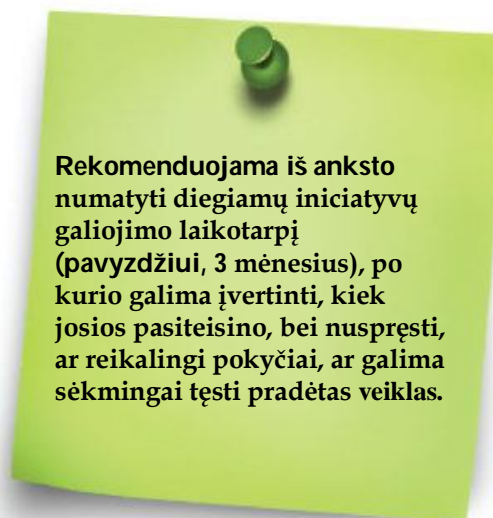 Rekomenduojama iš anksto
numatyti diegiamų iniciatyvų
galiojimo laikotarpį
(pavyzdžiui, 3 mėnesius), po
kurio galima įvertinti, kiek
josios pasiteisino, bei nuspręsti,
ar reikalingi pokyčiai, ar galima
sėkmingai tęsti pradėtas veiklas.